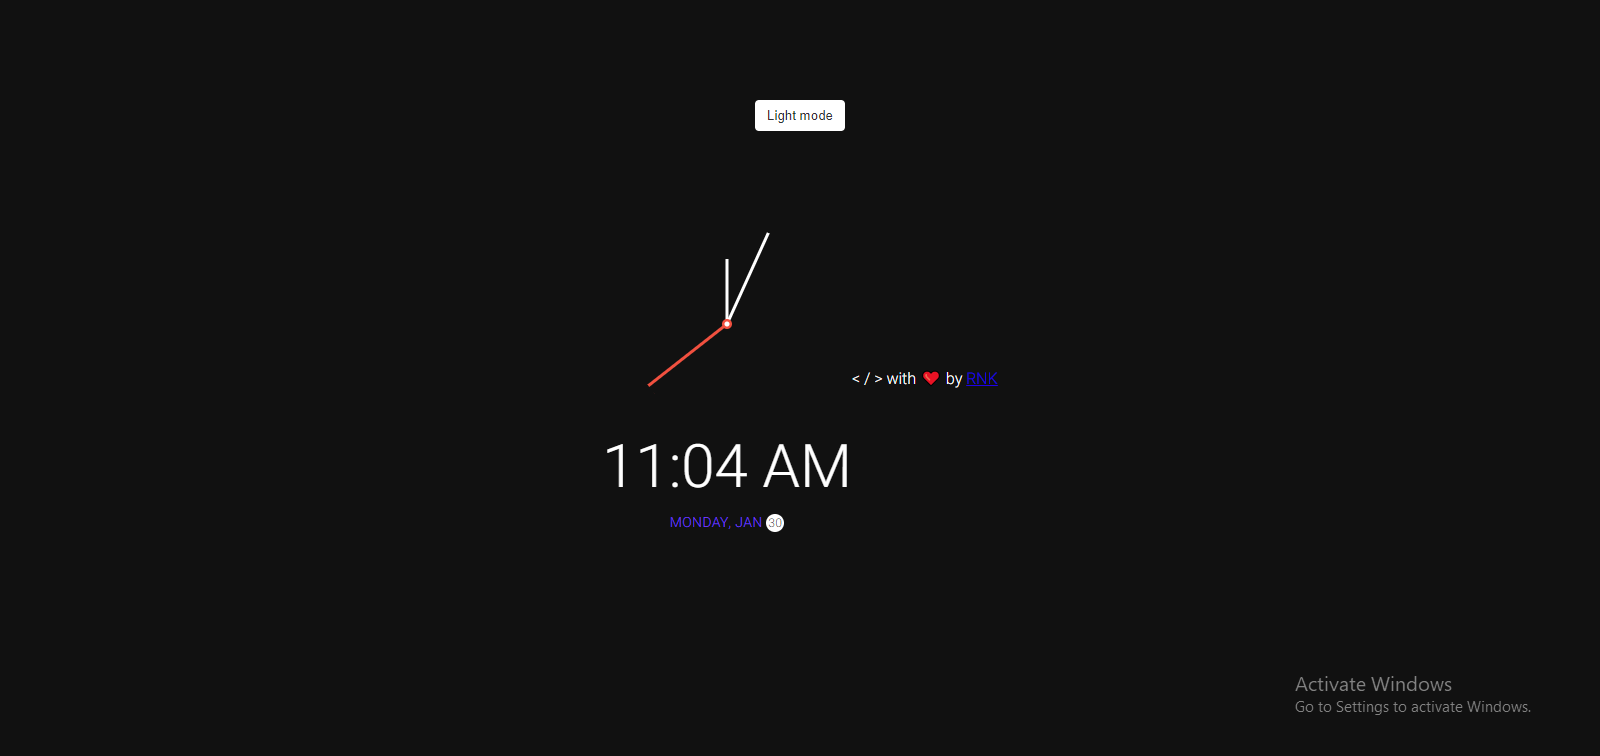 Light mode
< / > with ❤ by RNK
11:04 AM
MONDAY, JAN 30
Activate Windows
Go to Settings to activate Windows.